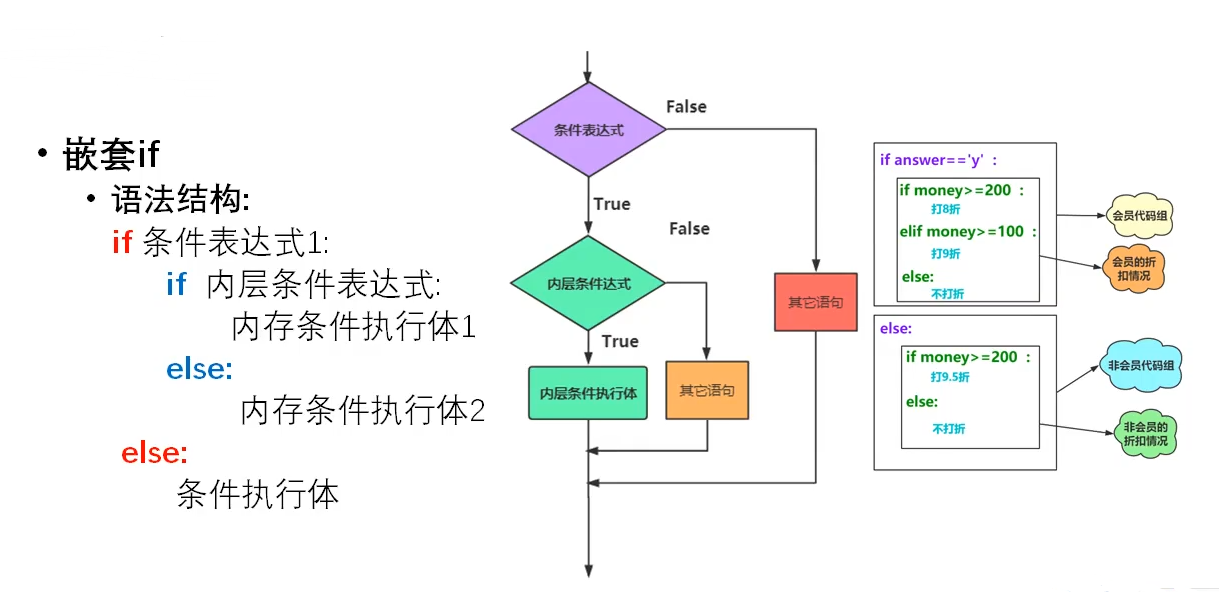 • 嵌套if
• 语法结构:
if 条件表达式1:
if 内层条件表达式:
内存条件执行体1
else:
内存条件执行体2
else:
条件执行体
条件表达式
False
True
内层条件达式
False
True
内层条件执行体
其它语句
其它语句
if answer=='y' :
if money>=200 :
打8折
elif money>=100 :
打9折
else:
不打折
会员代码组
会员的折
扣情况
else:
if money>=200 :
打9.5折
else:
不打折
非会员代码组
非会员的
折扣情况